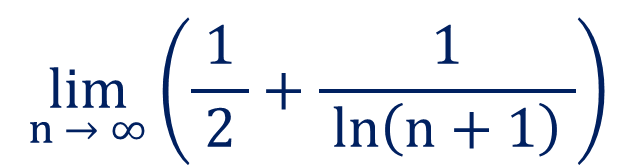 lim n → ∞ ( 1/2 + 1/ln(n + 1) )